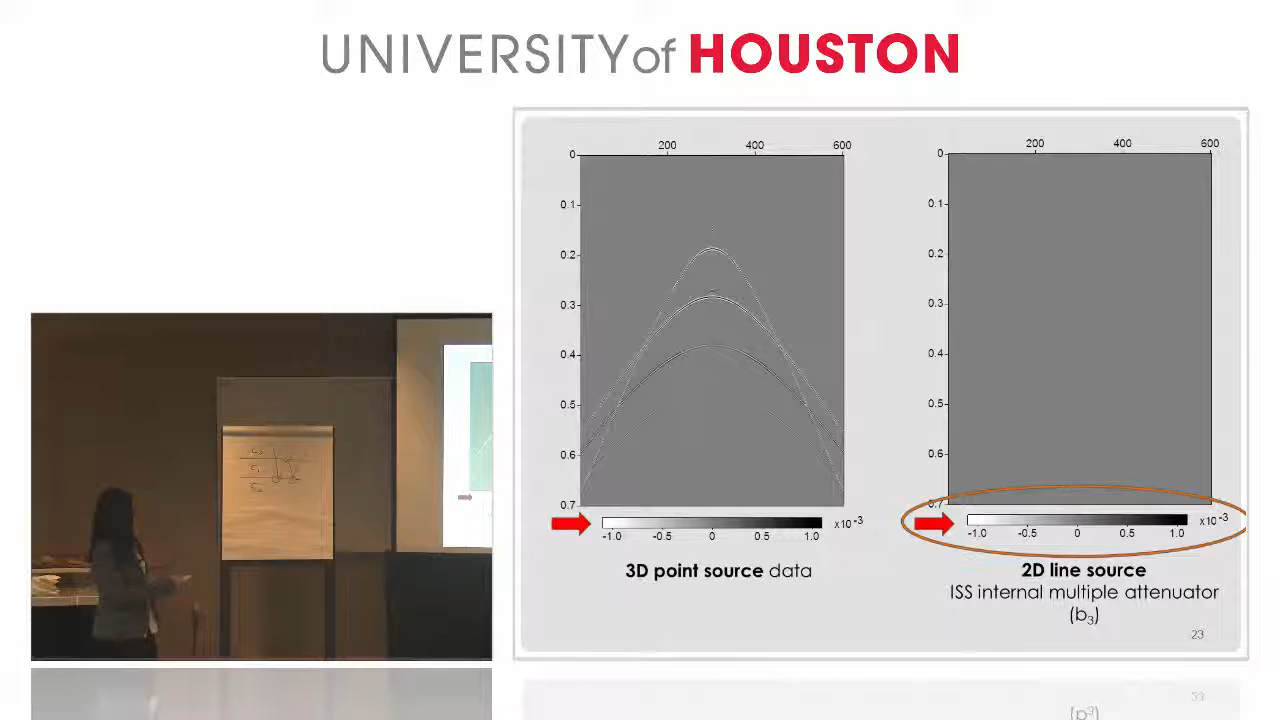 UNIVERSITY of HOUSTON
200 400 600
0
0.1
0.2
0.3
0.4
0.5
0.6
0.7
-1.0 -0.5 0 0.5 1.0 x10^-3
3D point source data
200 400 600
0
0.1
0.2
0.3
0.4
0.5
0.6
0.7
-1.0 -0.5 0 0.5 1.0 x10^-3
2D line source
ISS internal multiple attenuator
(b3)
23